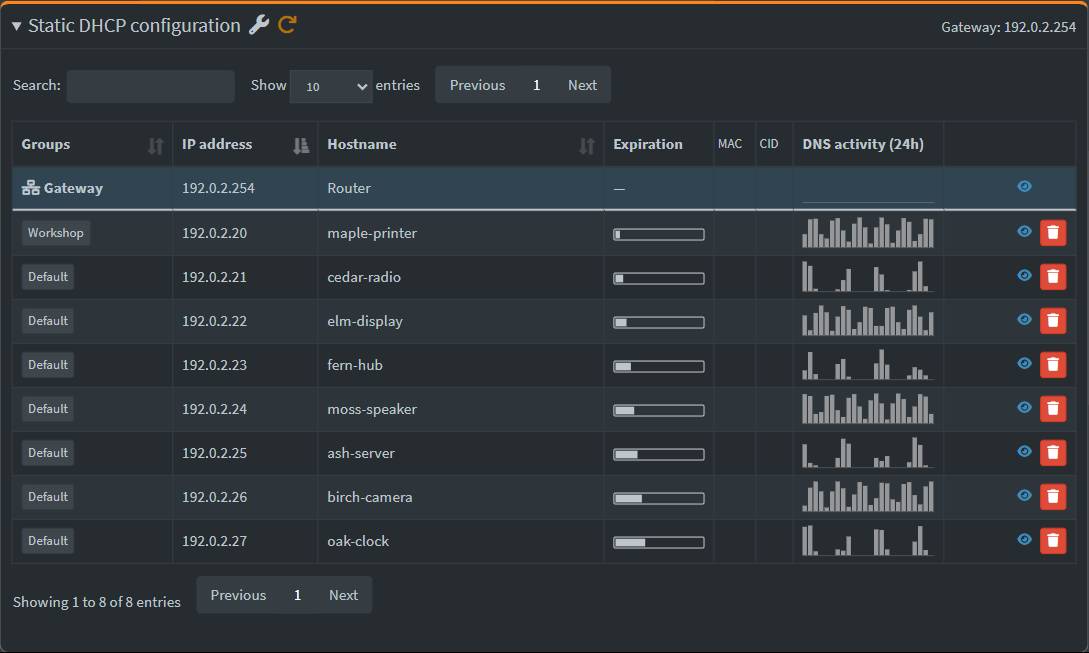 Static DHCP configuration
Gateway: 192.0.2.254
Search: Show 10 entries Previous 1 Next
Groups IP address Hostname Expiration MAC CID DNS activity (24h)
Gateway 192.0.2.254 Router —
Workshop 192.0.2.20 maple-printer
Default 192.0.2.21 cedar-radio
Default 192.0.2.22 elm-display
Default 192.0.2.23 fern-hub
Default 192.0.2.24 moss-speaker
Default 192.0.2.25 ash-server
Default 192.0.2.26 birch-camera
Default 192.0.2.27 oak-clock
Showing 1 to 8 of 8 entries Previous 1 Next